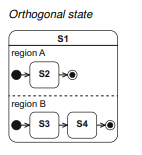 Orthogonal state
S1
region A
S2
region B
S3 S4